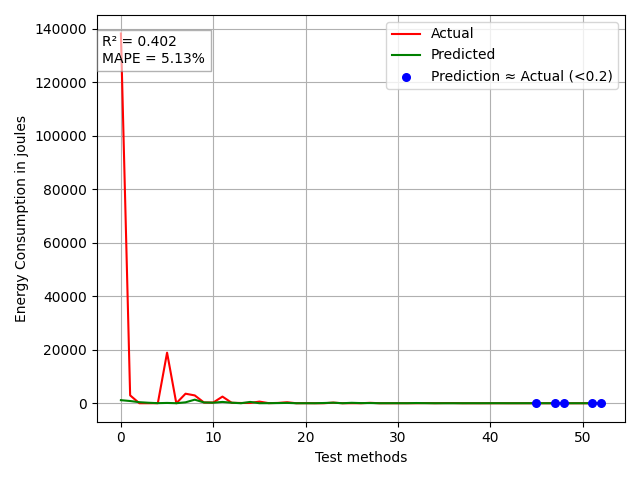 R² = 0.402
MAPE = 5.13%
Actual
Predicted
Prediction ≈ Actual (<0.2)
Energy Consumption in joules
140000
120000
100000
80000
60000
40000
20000
0
0 10 20 30 40 50
Test methods